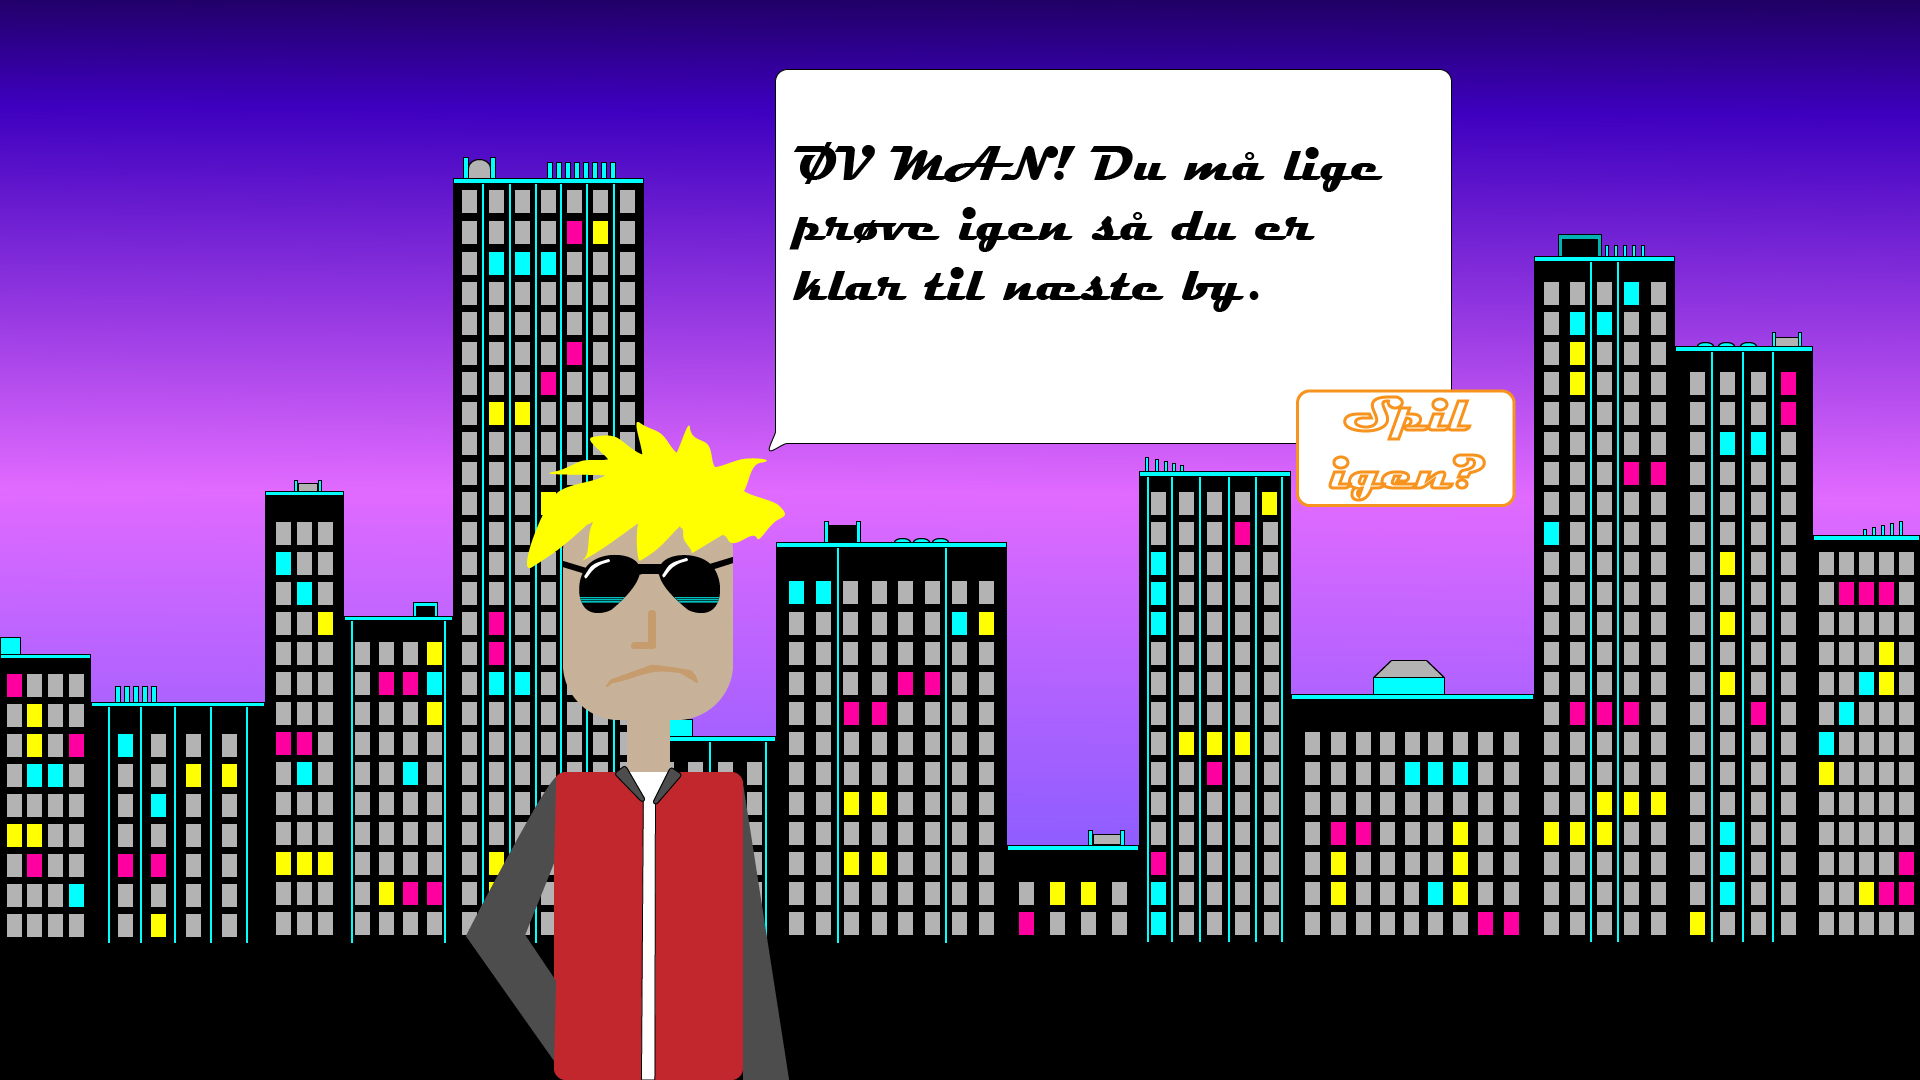 ØV MAN! Du må lige
prøve igen så du er
klar til næste by.
Spil
igen?